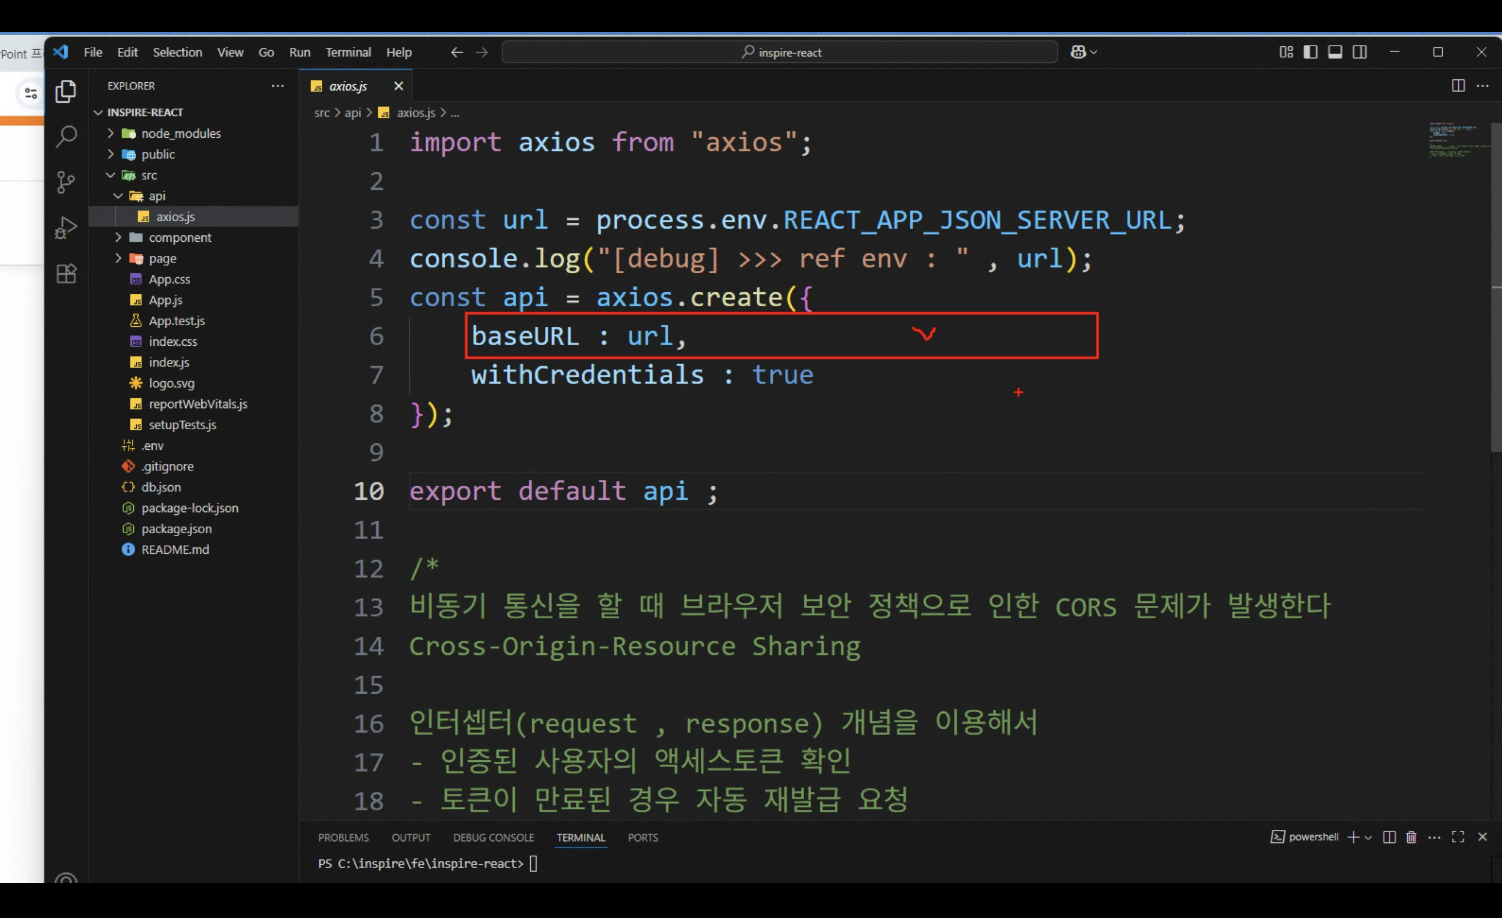 Point 프
File Edit Selection View Go Run Terminal Help
inspire-react
EXPLORER
INSPIRE-REACT
node_modules
public
src
api
axios.js
component
page
App.css
App.js
App.test.js
index.css
index.js
logo.svg
reportWebVitals.js
setupTests.js
.env
.gitignore
db.json
package-lock.json
package.json
README.md
axios.js
src > api > axios.js > ...
1 import axios from "axios";
2
3 const url = process.env.REACT_APP_JSON_SERVER_URL;
4 console.log("[debug] >>> ref env : " , url);
5 const api = axios.create({
6 baseURL : url,
7 withCredentials : true
8 });
9
10 export default api ;
11
12 /*
13 비동기 통신을 할 때 브라우저 보안 정책으로 인한 CORS 문제가 발생한다
14 Cross-Origin-Resource Sharing
15
16 인터셉터(request , response) 개념을 이용해서
17 - 인증된 사용자의 액세스토큰 확인
18 - 토큰이 만료된 경우 자동 재발급 요청
PROBLEMS OUTPUT DEBUG CONSOLE TERMINAL PORTS
powershell
PS C:\inspire\fe\inspire-react>